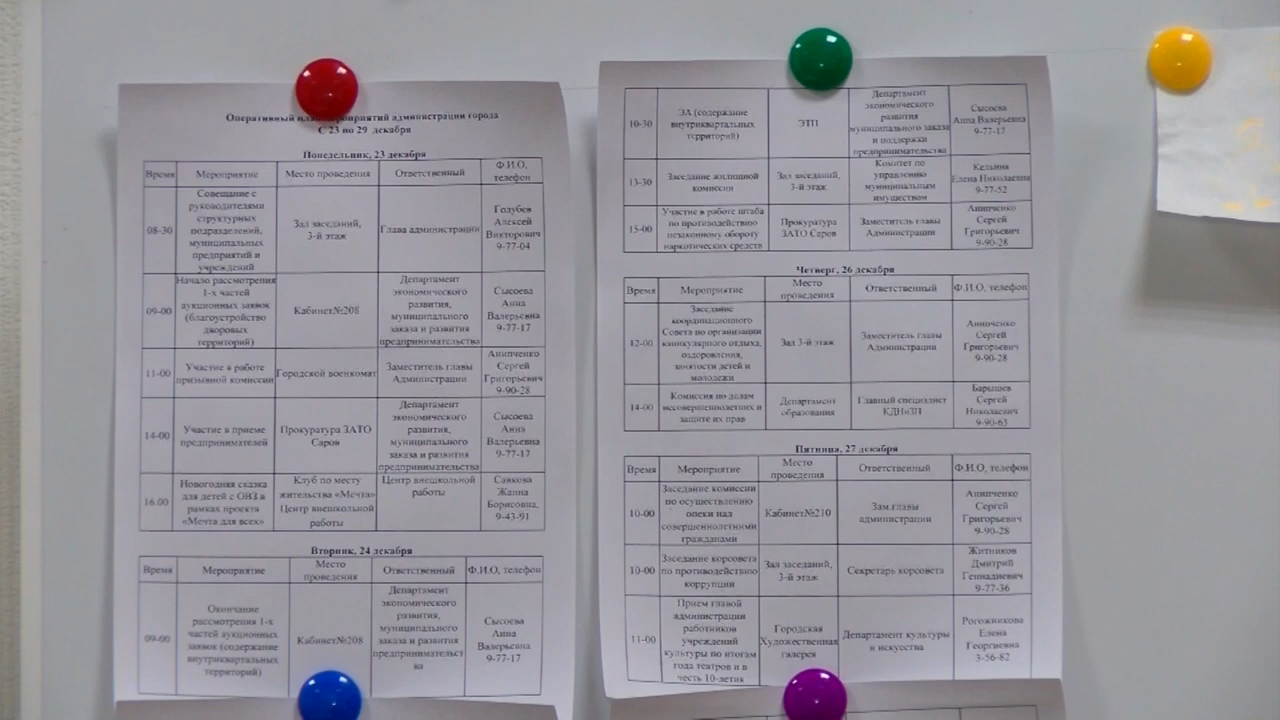 Оперативный план мероприятий администрации города
С 23 по 29 декабря
Понедельник, 23 декабря
Время Мероприятие Место проведения Ответственный Ф.И.О, телефон
08-30 Совещание с руководителями структурных подразделений, муниципальных предприятий и учреждений Зал заседаний, 3-й этаж Глава администрации Голубев Алексей Викторович 9-77-04
09-00 Начало рассмотрения 1-х частей аукционных заявок (благоустройство дворовых территорий) Кабинет№208 Департамент экономического развития, муниципального заказа и развития предпринимательства Сысоева Анна Валерьевна 9-77-17
11-00 Участие в работе призывной комиссии Городской военкомат Заместитель главы Администрации Анипченко Сергей Григорьевич 9-90-28
14-00 Участие в приеме предпринимателей Прокуратура ЗАТО Саров Департамент экономического развития, муниципального заказа и развития предпринимательства Сысоева Анна Валерьевна 9-77-17
16.00 Новогодняя сказка для детей с ОВЗ в рамках проекта «Мечта для всех» Клуб по месту жительства «Мечта» Центр внешкольной работы Центр внешкольной работы Савкова Жанна Борисовна, 9-43-91
Вторник, 24 декабря
Время Мероприятие Место проведения Ответственный Ф.И.О, телефон
09-00 Окончание рассмотрения 1-х частей аукционных заявок (содержание внутриквартальных территорий) Кабинет№208 Департамент экономического развития, муниципального заказа и развития предпринимательст ва Сысоева Анна Валерьевна 9-77-17
10-30 ЭА (содержание внутриквартальных территорий) ЭТП Департамент экономического развития муниципального заказа и поддержки предпринимательства Сысоева Анна Валерьевна 9-77-17
13-30 Заседание жилищной комиссии Зал заседаний, 3-й этаж Комитет по управлению муниципальным имуществом Кельина Елена Николаевна 9-77-52
15-00 Участие в работе штаба по противодействию незаконному обороту наркотических средств Прокуратура ЗАТО Саров Заместитель главы Администрации Анипченко Сергей Григорьевич 9-90-28
Четверг, 26 декабря
Время Мероприятие Место проведения Ответственный Ф.И.О, телефон
12-00 Заседание координационного Совета по организации каникулярного отдыха, оздоровления, занятости детей и молодежи Зал 3-й этаж Заместитель главы Администрации Анипченко Сергей Григорьевич 9-90-28
14-00 Комиссия по делам несовершеннолетних и защите их прав Департамент образования Главный специалист КДНиЗП Барышев Сергей Николаевич 9-90-63
Пятница, 27 декабря
Время Мероприятие Место проведения Ответственный Ф.И.О, телефон
10-00 Заседание комиссии по осуществлению опеки над совершеннолетними гражданами Кабинет№210 Зам.главы администрации Анипченко Сергей Григорьевич 9-90-28
10-00 Заседание корсовета по противодействию коррупции Зал заседаний, 3-й этаж Секретарь корсовета Житников Дмитрий Геннадиевич 9-77-36
11-00 Прием главой администрации работников учреждений культуры по итогам года театров и в честь 10-летия Городская Художественная галерея Департамент культуры и искусства Рогожникова Елена Георгиевна 3-56-82